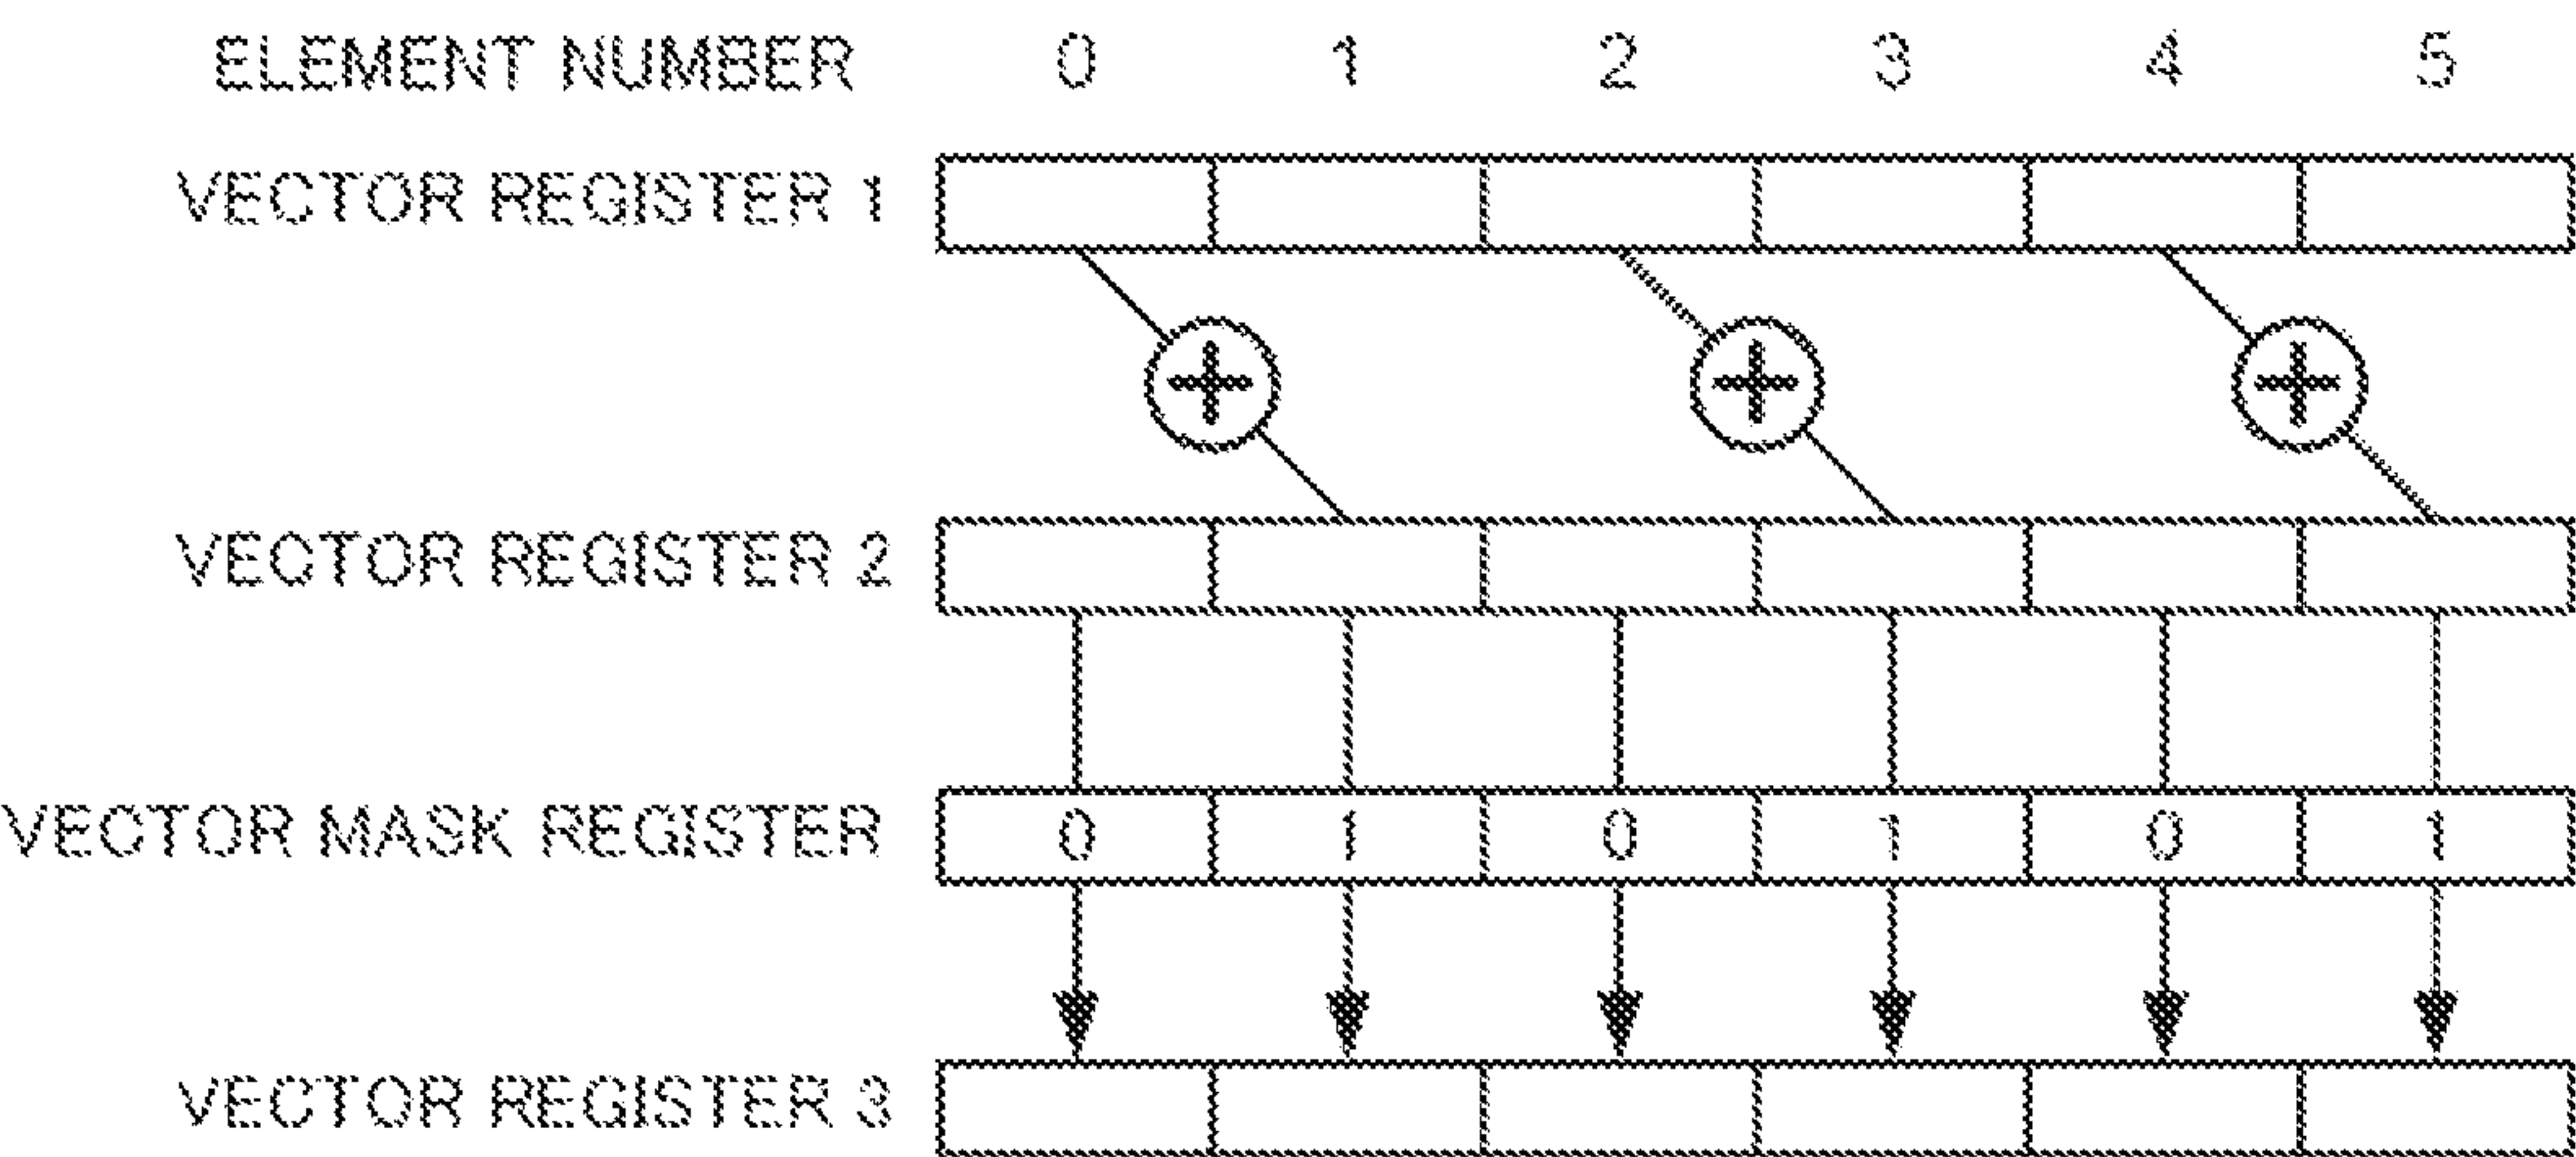 ELEMENT NUMBER 0 1 2 3 4 5
VECTOR REGISTER 1
VECTOR REGISTER 2
VECTOR MASK REGISTER 0 1 0 1 0 1
VECTOR REGISTER 3